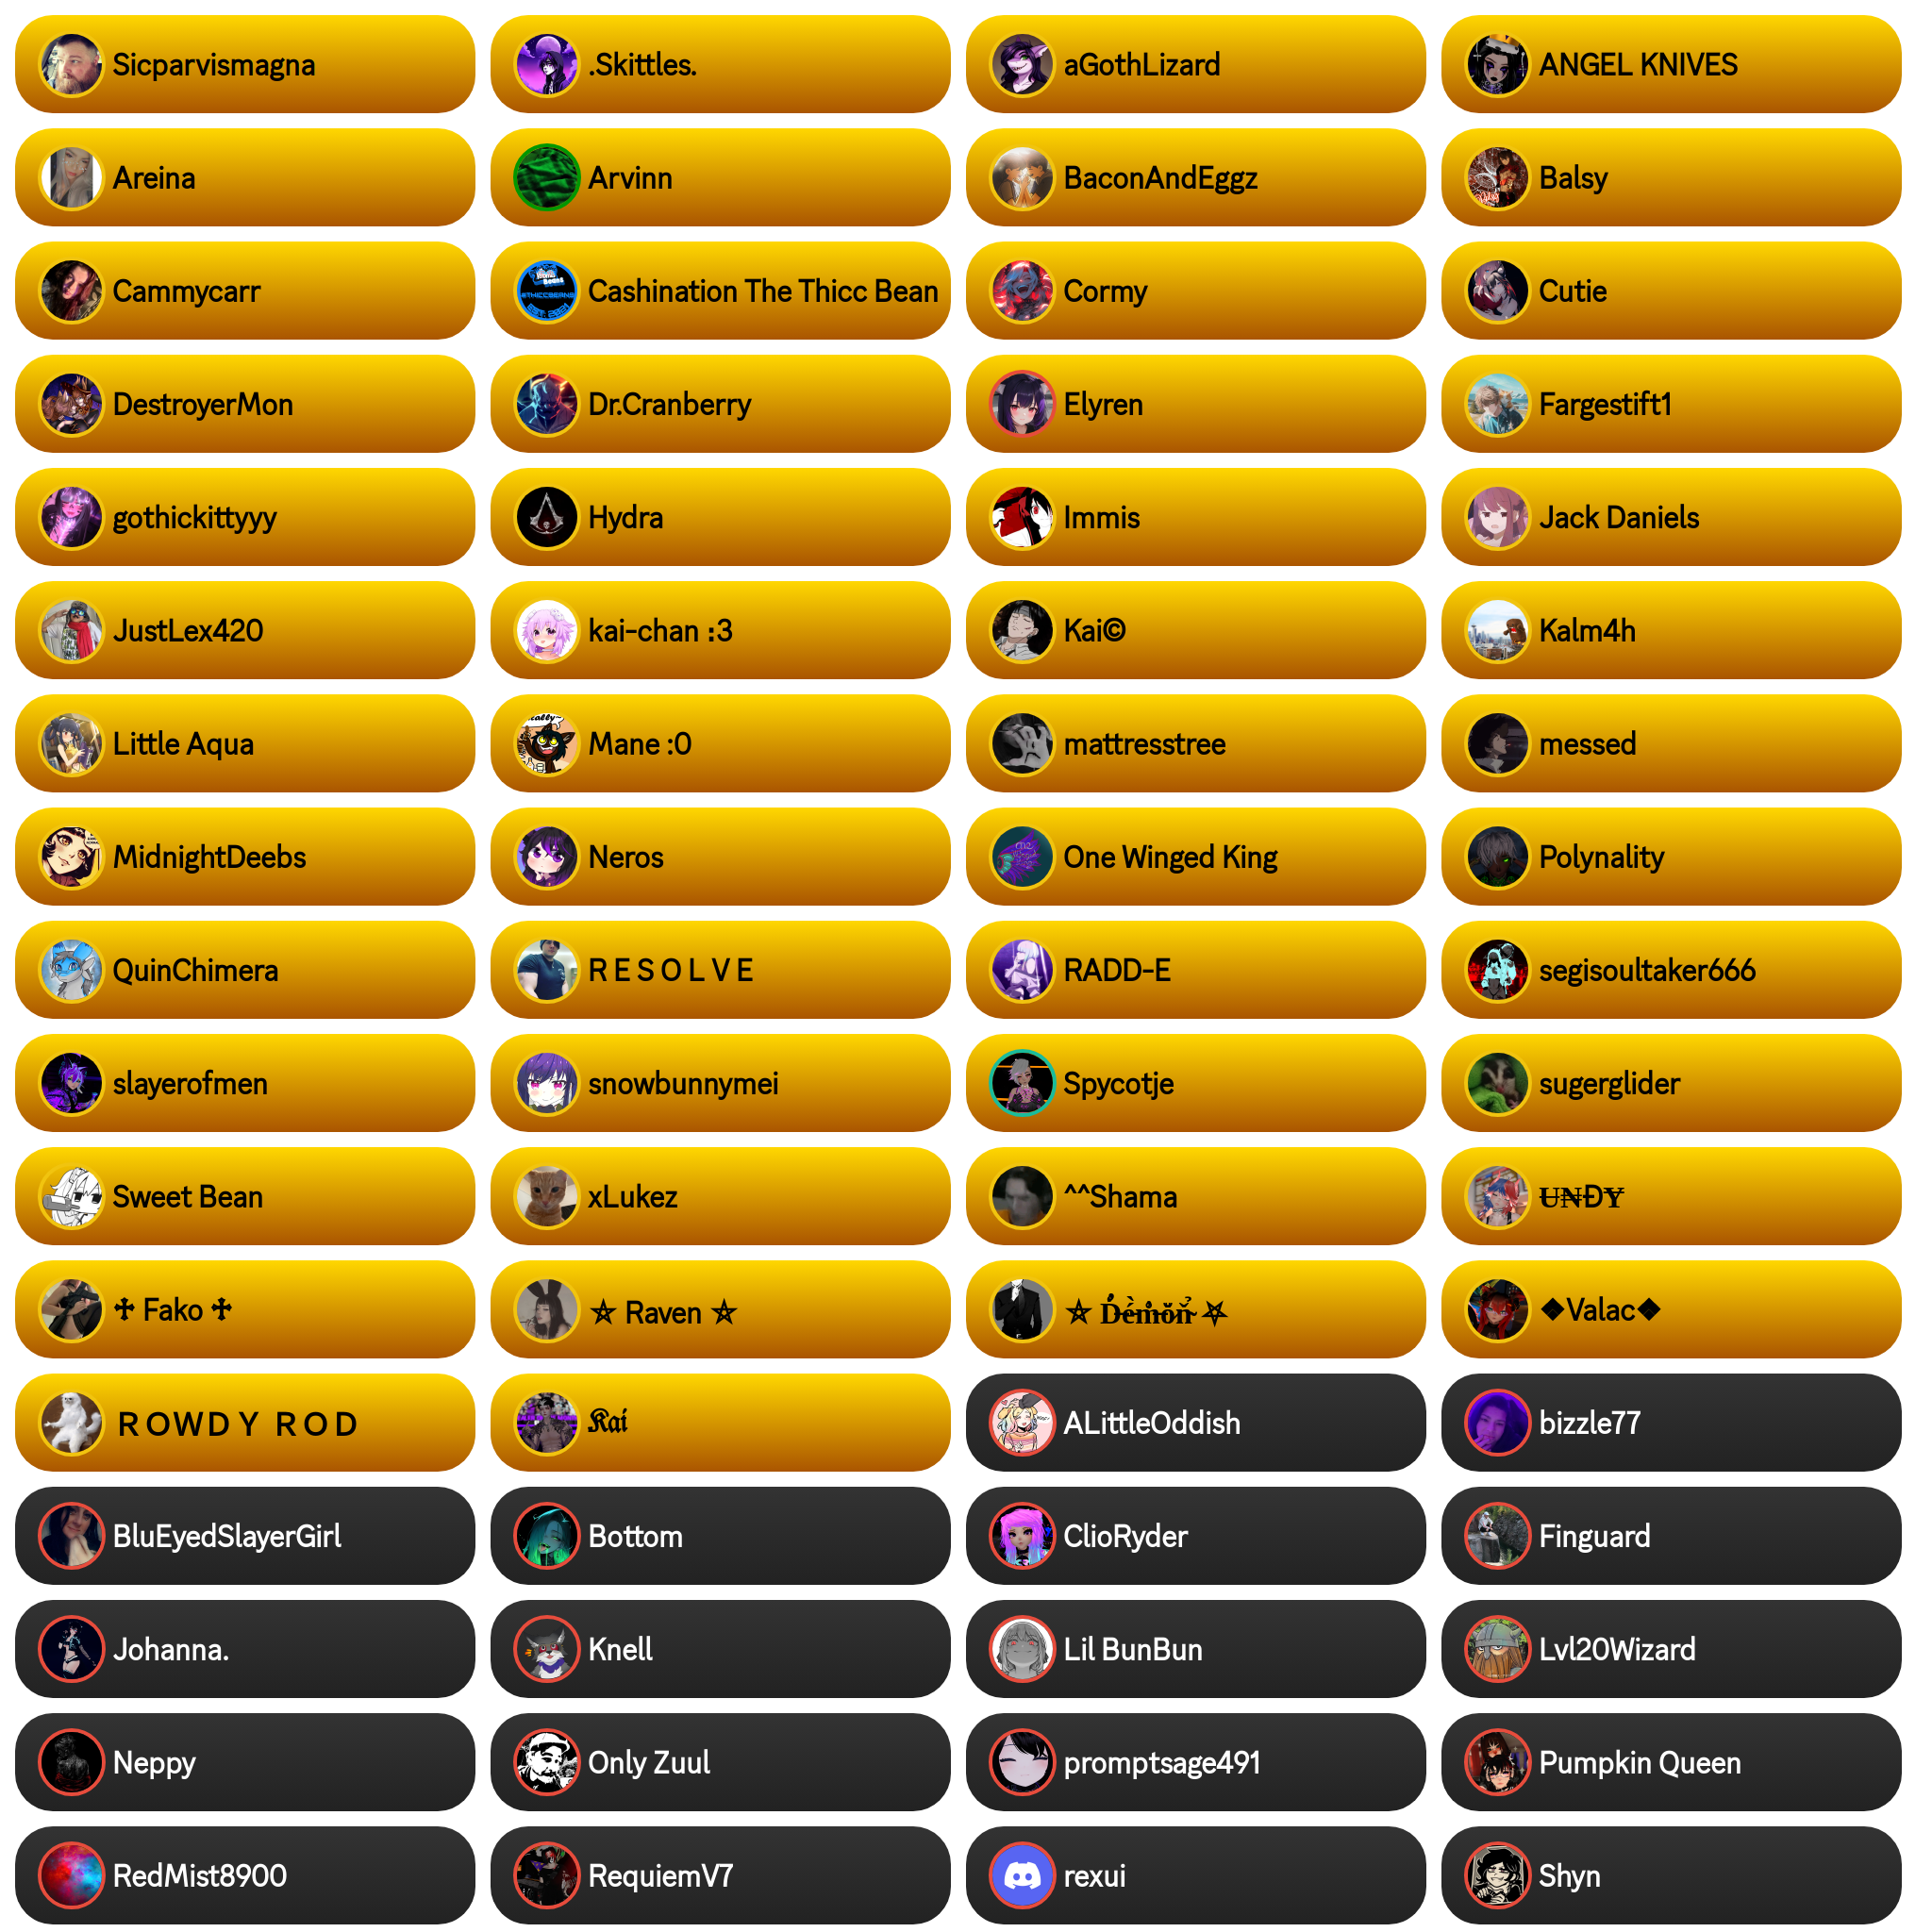 Sicparvismagna
.Skittles.
aGothLizard
ANGEL KNIVES
Areina
Arvinn
BaconAndEggz
Balsy
Cammycarr
Cashination The Thicc Bean
Cormy
Cutie
DestroyerMon
Dr.Cranberry
Elyren
Fargestift1
gothickittyyy
Hydra
Immis
Jack Daniels
JustLex420
kai-chan :3
Kai©
Kalm4h
Little Aqua
Mane :0
mattresstree
messed
MidnightDeebs
Neros
One Winged King
Polynality
QuinChimera
R E S O L V E
RADD-E
segisoultaker666
slayerofmen
snowbunnymei
Spycotje
sugerglider
Sweet Bean
xLukez
^^Shama
U̶N̶D̶Y̶
♱ Fako ♱
⛤ Raven ⛤
⛤ D̴e̴m̴o̴n̴ ⛧
◆Valac◆
ＲＯＷＤＹ ＲＯＤ
𝕶𝖆𝖎
ALittleOddish
bizzle77
BluEyedSlayerGirl
Bottom
ClioRyder
Finguard
Johanna.
Knell
Lil BunBun
Lvl20Wizard
Neppy
Only Zuul
promptsage491
Pumpkin Queen
RedMist8900
RequiemV7
rexui
Shyn